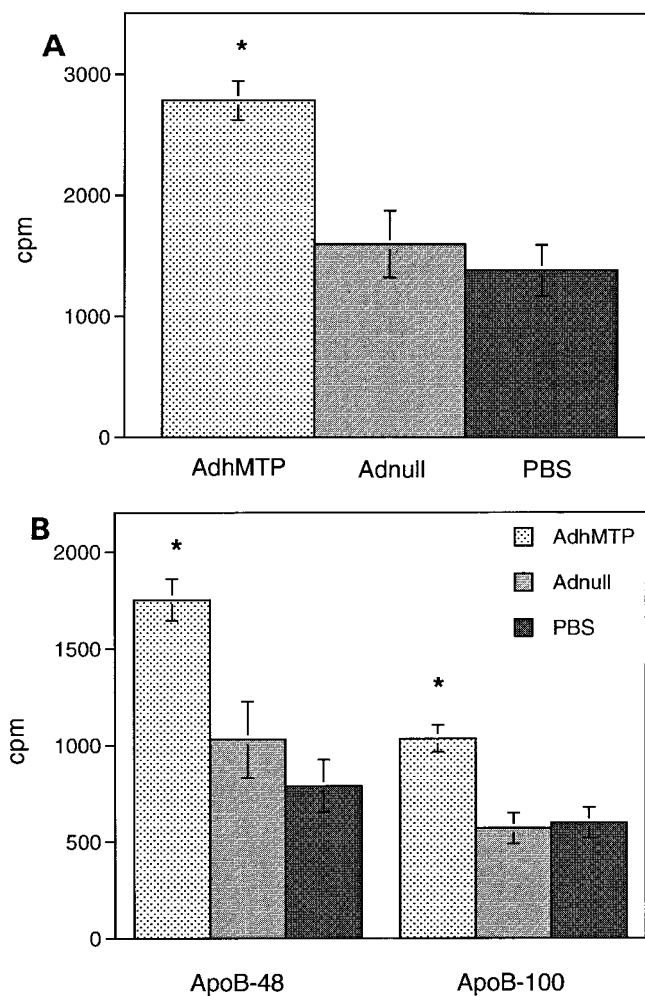 A
*
3000
2000
1000
0
cpm
AdhMTP Adnull PBS
B
*
*
AdhMTP
Adnull
PBS
2000
1500
1000
500
0
cpm
ApoB-48 ApoB-100